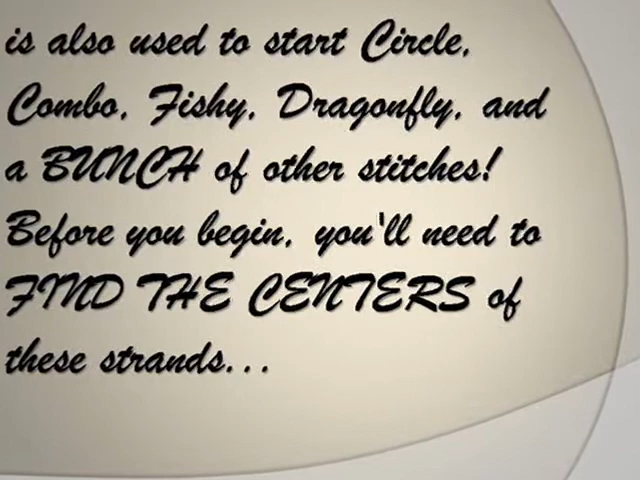 is also used to start Circle,
Combo, Fishy, Dragonfly, and
a BUNCH of other stitches!
Before you begin, you'll need to
FIND THE CENTERS of
these strands...